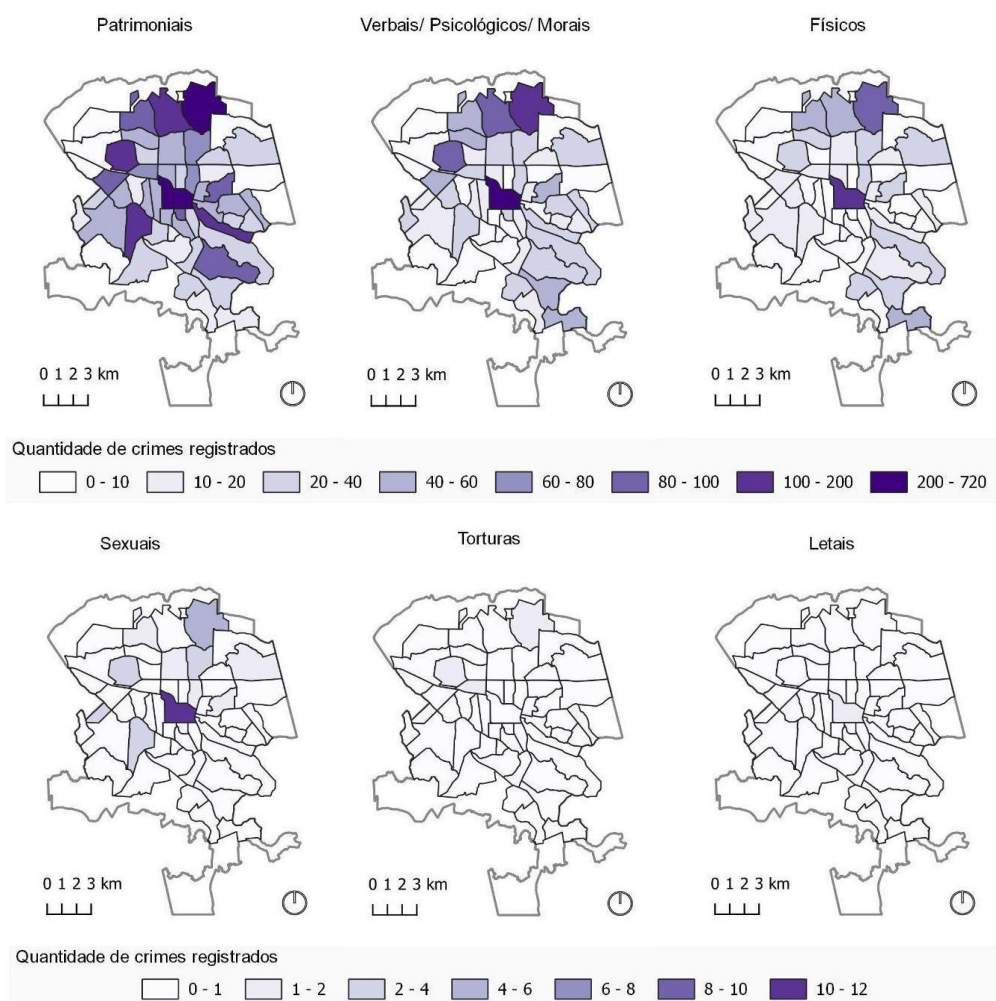 Patrimoniais
Verbais/ Psicológicos/ Morais
Físicos
0 1 2 3 km
0 1 2 3 km
0 1 2 3 km
Quantidade de crimes registrados
0 - 10 10 - 20 20 - 40 40 - 60 60 - 80 80 - 100 100 - 200 200 - 720
Sexuais
Torturas
Letais
0 1 2 3 km
0 1 2 3 km
0 1 2 3 km
Quantidade de crimes registrados
0 - 1 1 - 2 2 - 4 4 - 6 6 - 8 8 - 10 10 - 12